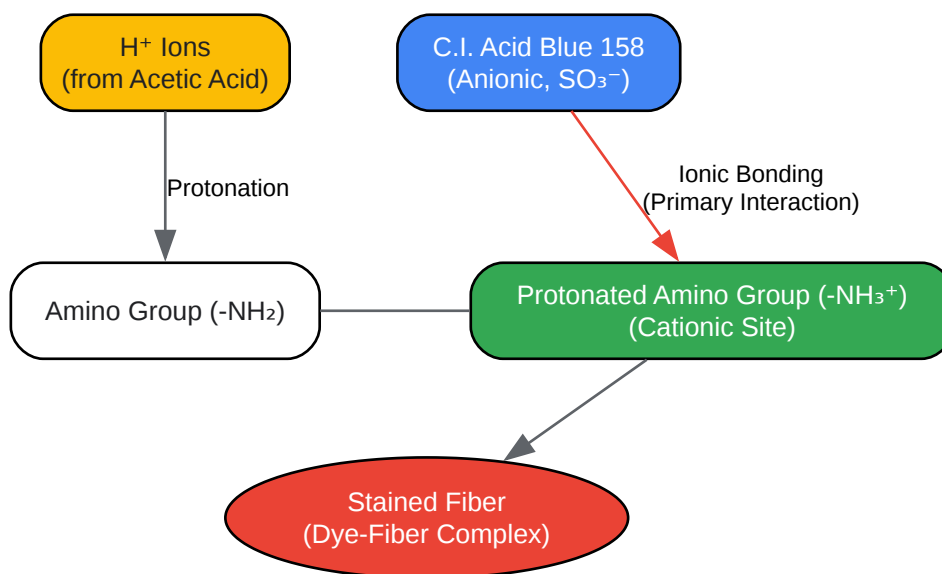 H⁺ Ions
(from Acetic Acid)
C.I. Acid Blue 158
(Anionic, SO₃⁻)
Protonation
Ionic Bonding
(Primary Interaction)
Amino Group (-NH₂)
Protonated Amino Group (-NH₃⁺)
(Cationic Site)
Stained Fiber
(Dye-Fiber Complex)